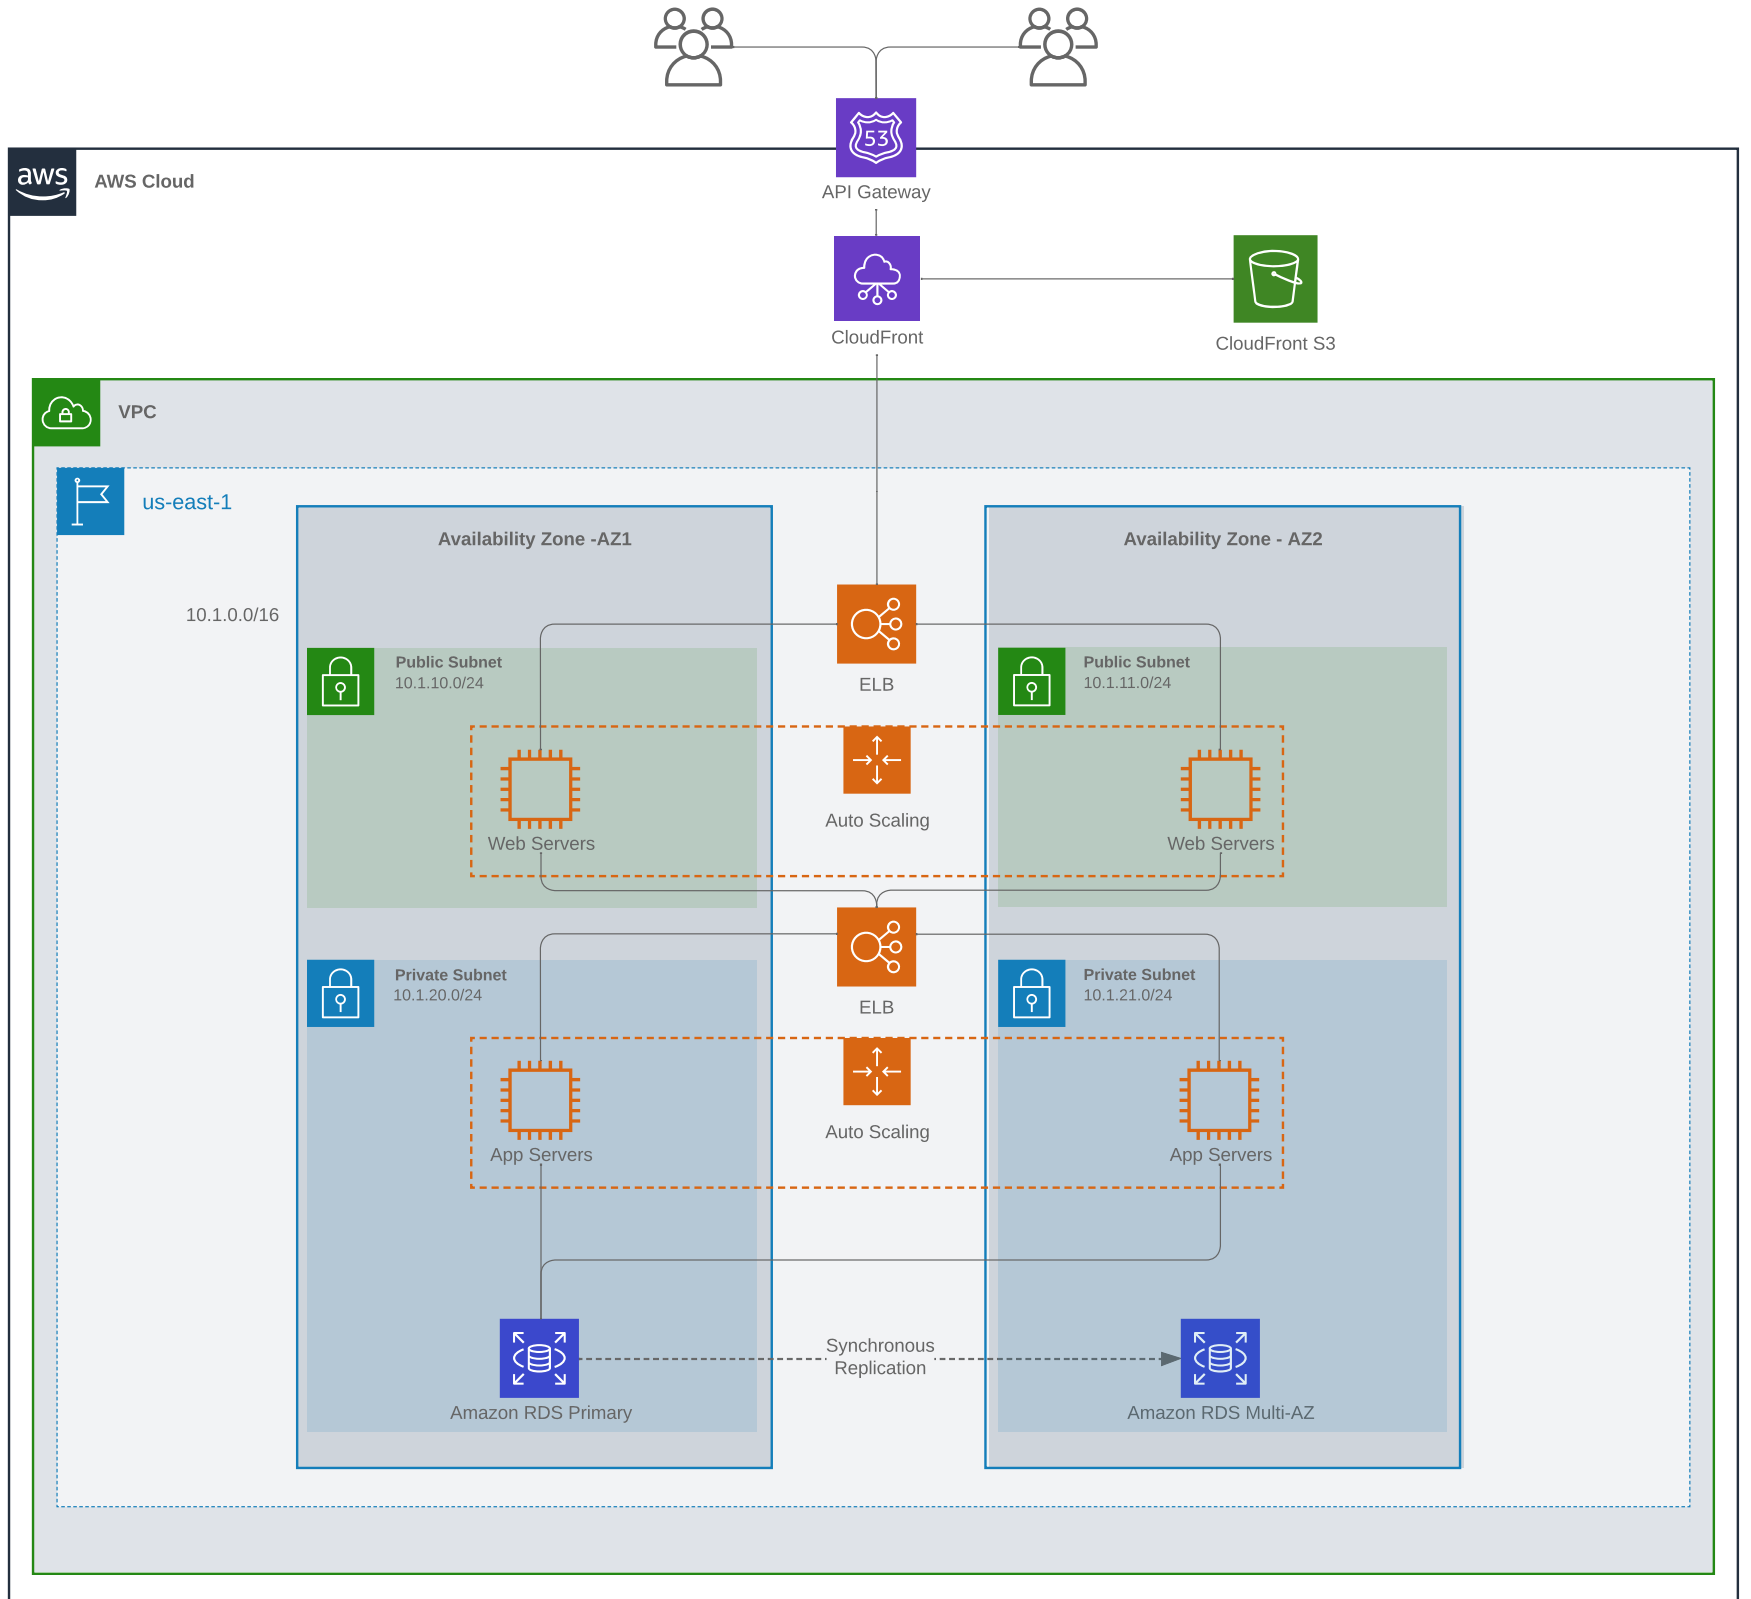 53
aws
AWS Cloud
API Gateway
CloudFront
CloudFront S3
VPC
us-east-1
Availability Zone -AZ1
Availability Zone - AZ2
10.1.0.0/16
Public Subnet
10.1.10.0/24
ELB
Public Subnet
10.1.11.0/24
Web Servers
Auto Scaling
Web Servers
Private Subnet
10.1.20.0/24
ELB
Private Subnet
10.1.21.0/24
App Servers
Auto Scaling
App Servers
Synchronous
Replication
Amazon RDS Primary
Amazon RDS Multi-AZ